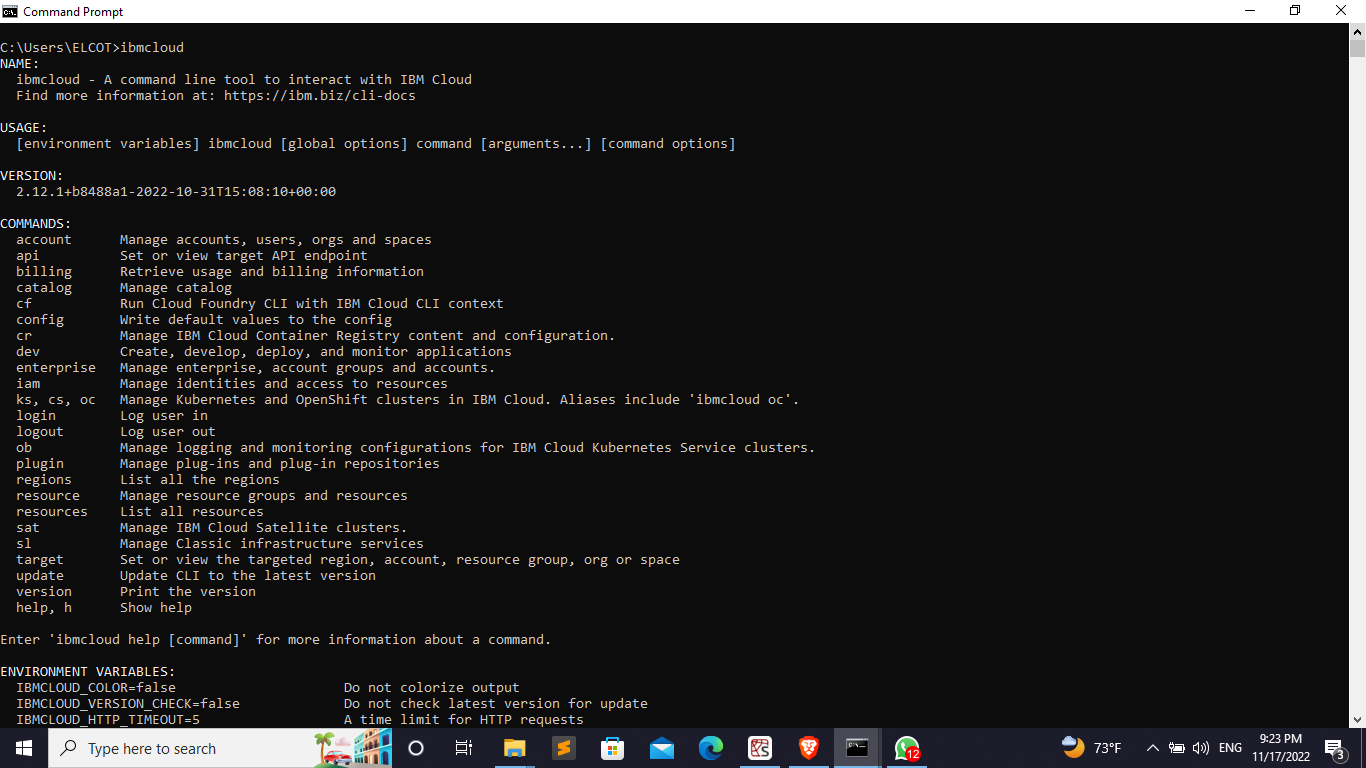 Command Prompt
C:\Users\ELCOT>ibmcloud
NAME:
ibmcloud - A command line tool to interact with IBM Cloud
Find more information at: https://ibm.biz/cli-docs
USAGE:
[environment variables] ibmcloud [global options] command [arguments...] [command options]
VERSION:
2.12.1+b8488a1-2022-10-31T15:08:10+00:00
COMMANDS:
account Manage accounts, users, orgs and spaces
api Set or view target API endpoint
billing Retrieve usage and billing information
catalog Manage catalog
cf Run Cloud Foundry CLI with IBM Cloud CLI context
config Write default values to the config
cr Manage IBM Cloud Container Registry content and configuration.
dev Create, develop, deploy, and monitor applications
enterprise Manage enterprise, account groups and accounts.
iam Manage identities and access to resources
ks, cs, oc Manage Kubernetes and OpenShift clusters in IBM Cloud. Aliases include 'ibmcloud oc'.
login Log user in
logout Log user out
ob Manage logging and monitoring configurations for IBM Cloud Kubernetes Service clusters.
plugin Manage plug-ins and plug-in repositories
regions List all the regions
resource Manage resource groups and resources
resources List all resources
sat Manage IBM Cloud Satellite clusters.
sl Manage Classic infrastructure services
target Set or view the targeted region, account, resource group, org or space
update Update CLI to the latest version
version Print the version
help, h Show help
Enter 'ibmcloud help [command]' for more information about a command.
ENVIRONMENT VARIABLES:
IBMCLOUD_COLOR=false Do not colorize output
IBMCLOUD_VERSION_CHECK=false Do not check latest version for update
IBMCLOUD_HTTP_TIMEOUT=5 A time limit for HTTP requests
Type here to search
12
73°F
ENG
9:23 PM
11/17/2022
3